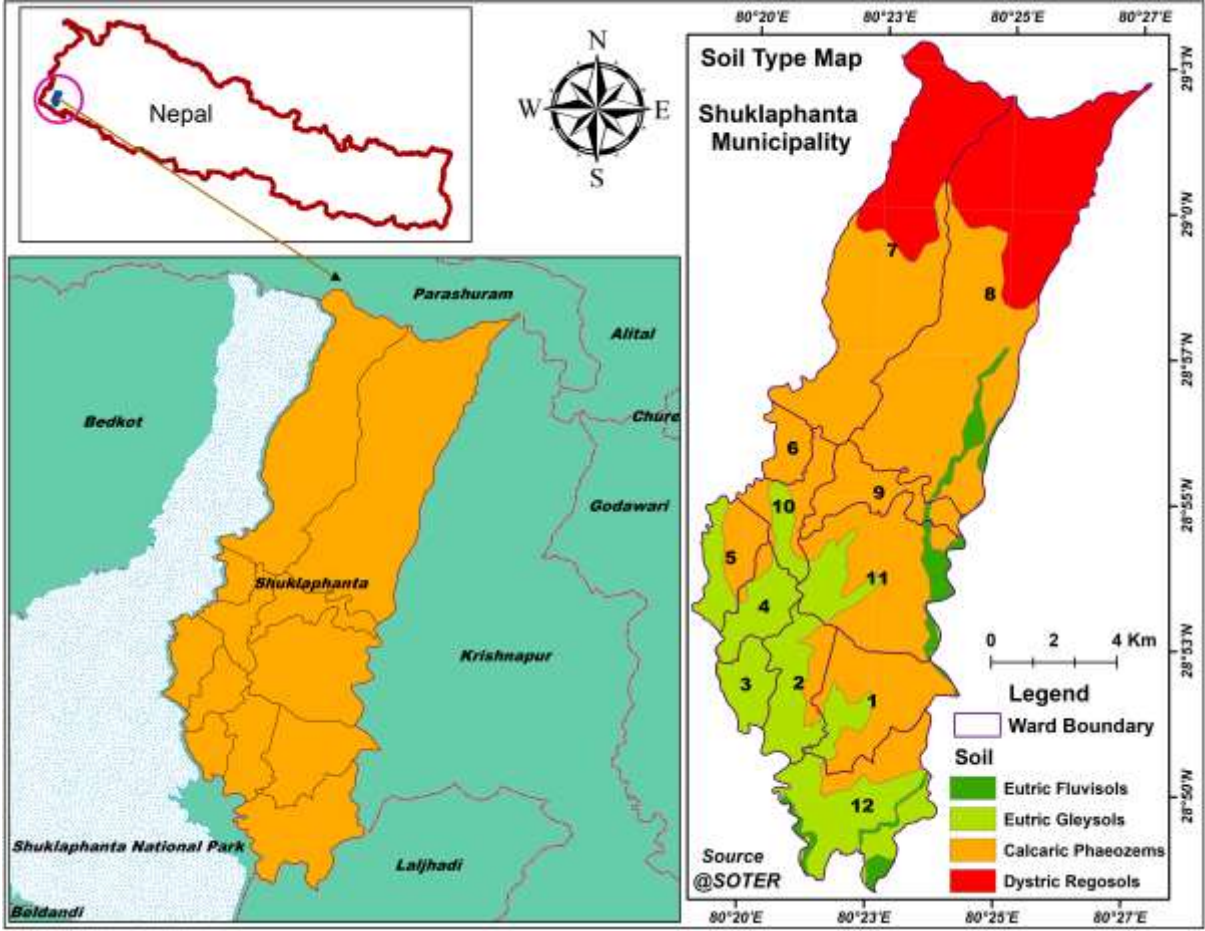 Nepal
N
W
E
S
Parashuram
Alital
Bedkot
Chure
Godawari
Shuklaphanta
Krishnapur
Shuklaphanta National Park
Laljhadi
Beldandi
80°20'E
80°23'E
80°25'E
80°27'E
Soil Type Map
Shuklaphanta
Municipality
29°3'N
29°0'N
28°57'N
28°55'N
28°53'N
28°50'N
7
8
6
9
10
5
11
4
3
2
1
12
0 2 4 Km
Legend
Ward Boundary
Soil
Eutric Fluvisols
Eutric Gleysols
Calcaric Phaeozems
Dystric Regosols
Source
@SOTER
80°20'E
80°23'E
80°25'E
80°27'E